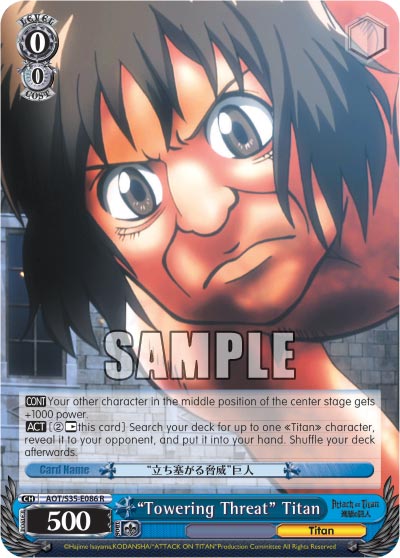 LEVEL
0
0
COST
SAMPLE
CONT Your other character in the middle position of the center stage gets
+1000 power.
ACT [② this card] Search your deck for up to one «Titan» character,
reveal it to your opponent, and put it into your hand. Shuffle your deck
afterwards.
Card Name “立ち塞がる脅威”巨人
CH AOT/S35-E086 R
500
“Towering Threat” Titan
Attack on Titan
進撃の巨人
Titan
©Hajime Isayama,KODANSHA/"ATTACK ON TITAN"Production Committee All Rights Reserved